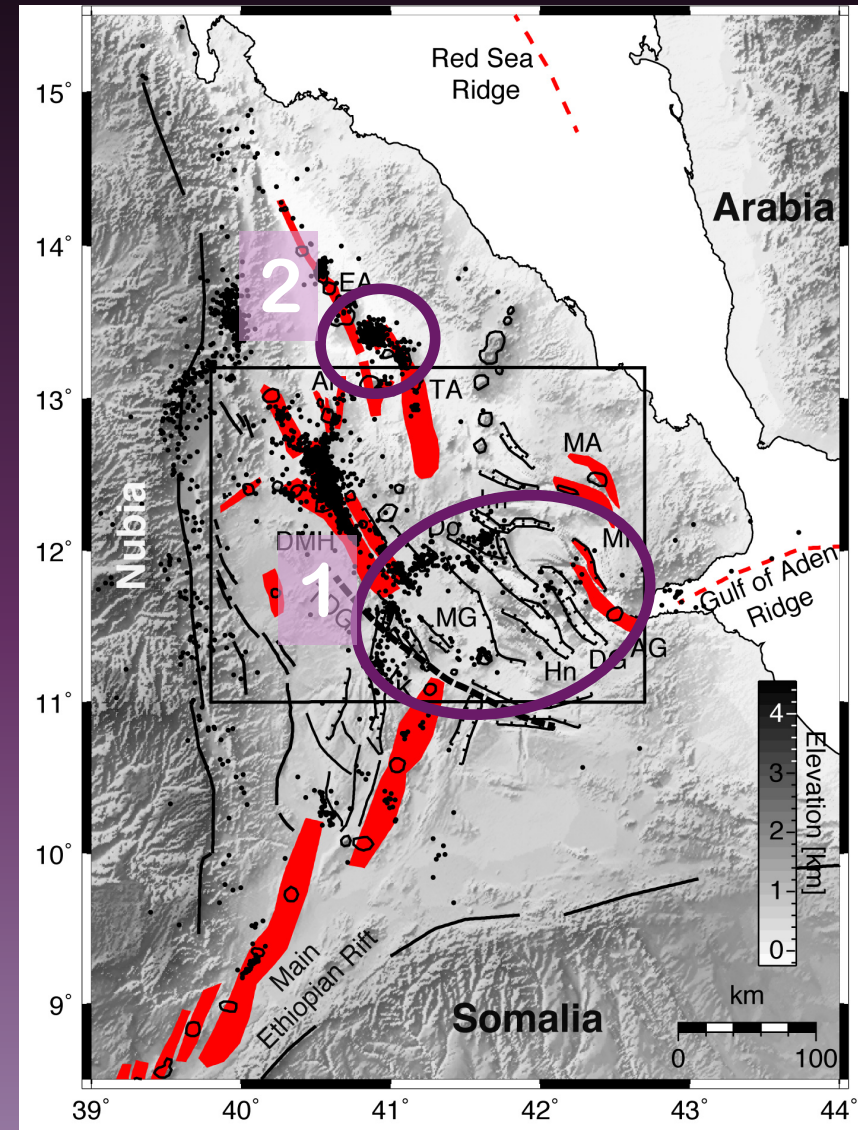 Red Sea
Ridge
15°
Arabia
14°
2
EA
13°
TA
MA
Nubia
12°
DMH
Da
1
MG
Gulf of Aden
Ridge
Hn
DG
AG
11°
K
4
3
2
1
0
Elevation [km]
10°
Main
Ethiopian Rift
9°
Somalia
km
0
100
39°
40°
41°
42°
43°
44°